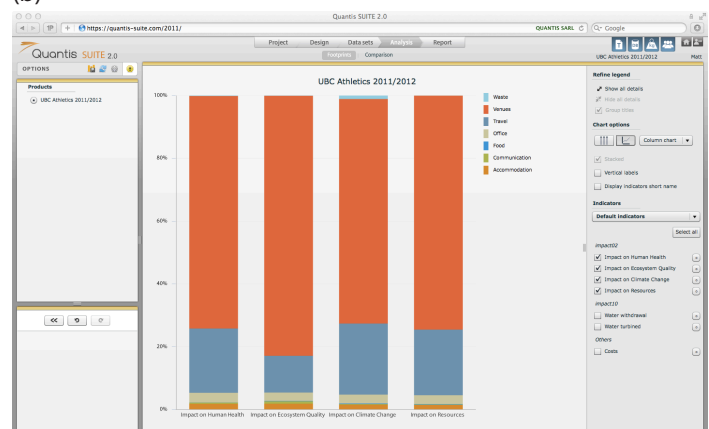 (b)
Quantis SUITE 2.0
https://quantis-suite.com/2011/
QUANTIS SARL
Google
Quantis SUITE 2.0
Project
Design
Data sets
Analysis
Report
Footprints
Comparison
UBC Athletics 2011/2012
Matt
OPTIONS
Products
UBC Athletics 2011/2012
UBC Athletics 2011/2012
100%
80%
60%
40%
20%
0%
Impact on Human Health
Impact on Ecosystem Quality
Impact on Climate Change
Impact on Resources
Waste
Venues
Travel
Office
Food
Communication
Accommodation
Refine legend
Show all details
Hide all details
Group titles
Chart options
Column chart
Stacked
Vertical labels
Display indicators short name
Indicators
Default indicators
Select all
impact02
Impact on Human Health
Impact on Ecosystem Quality
Impact on Climate Change
Impact on Resources
impact10
Water withdrawal
Water turbined
Others
Costs